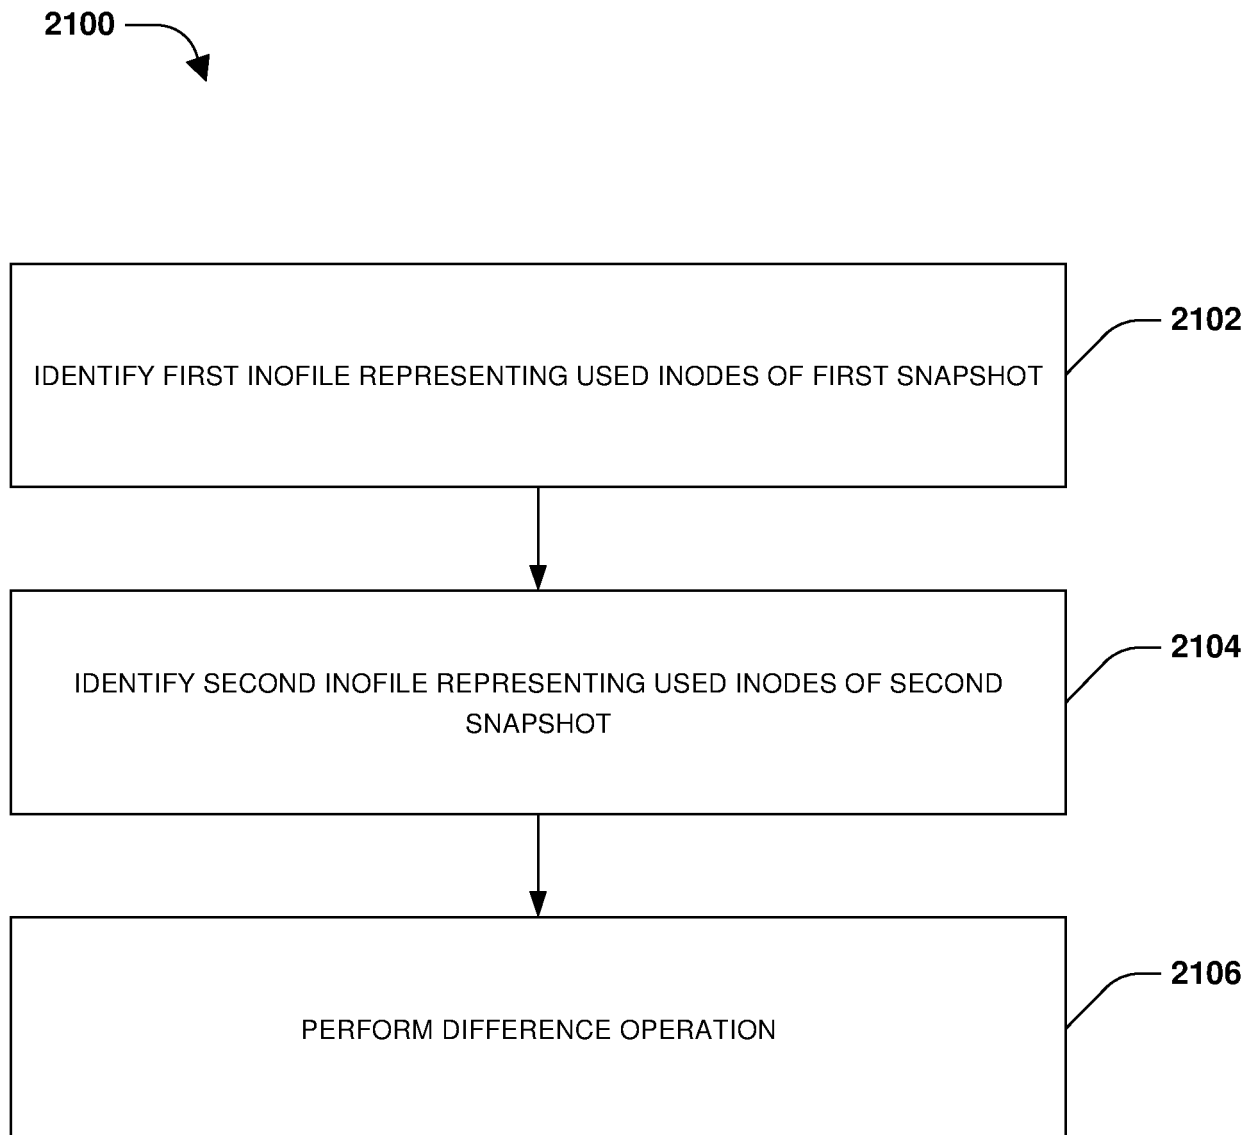 2100
IDENTIFY FIRST INOFILE REPRESENTING USED INODES OF FIRST SNAPSHOT
2102
IDENTIFY SECOND INOFILE REPRESENTING USED INODES OF SECOND
SNAPSHOT
2104
PERFORM DIFFERENCE OPERATION
2106